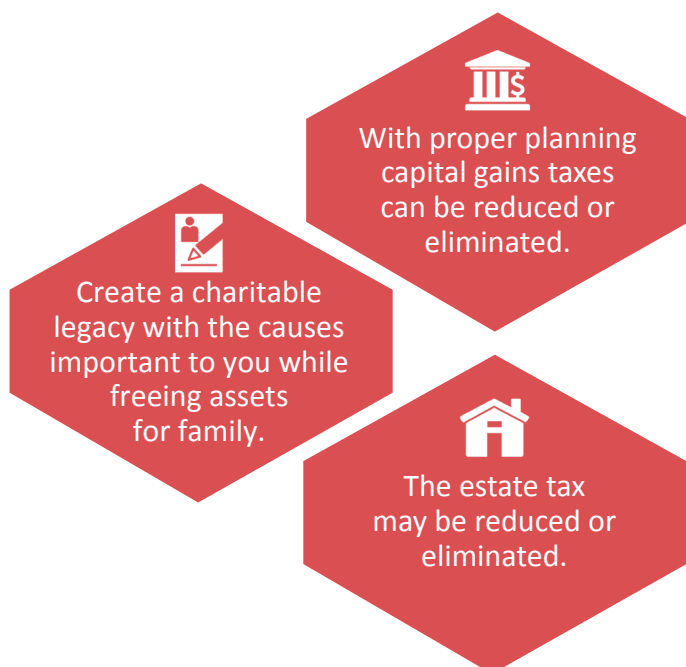 With proper planning
capital gains taxes
can be reduced or
eliminated.
Create a charitable
legacy with the causes
important to you while
freeing assets
for family.
The estate tax
may be reduced or
eliminated.